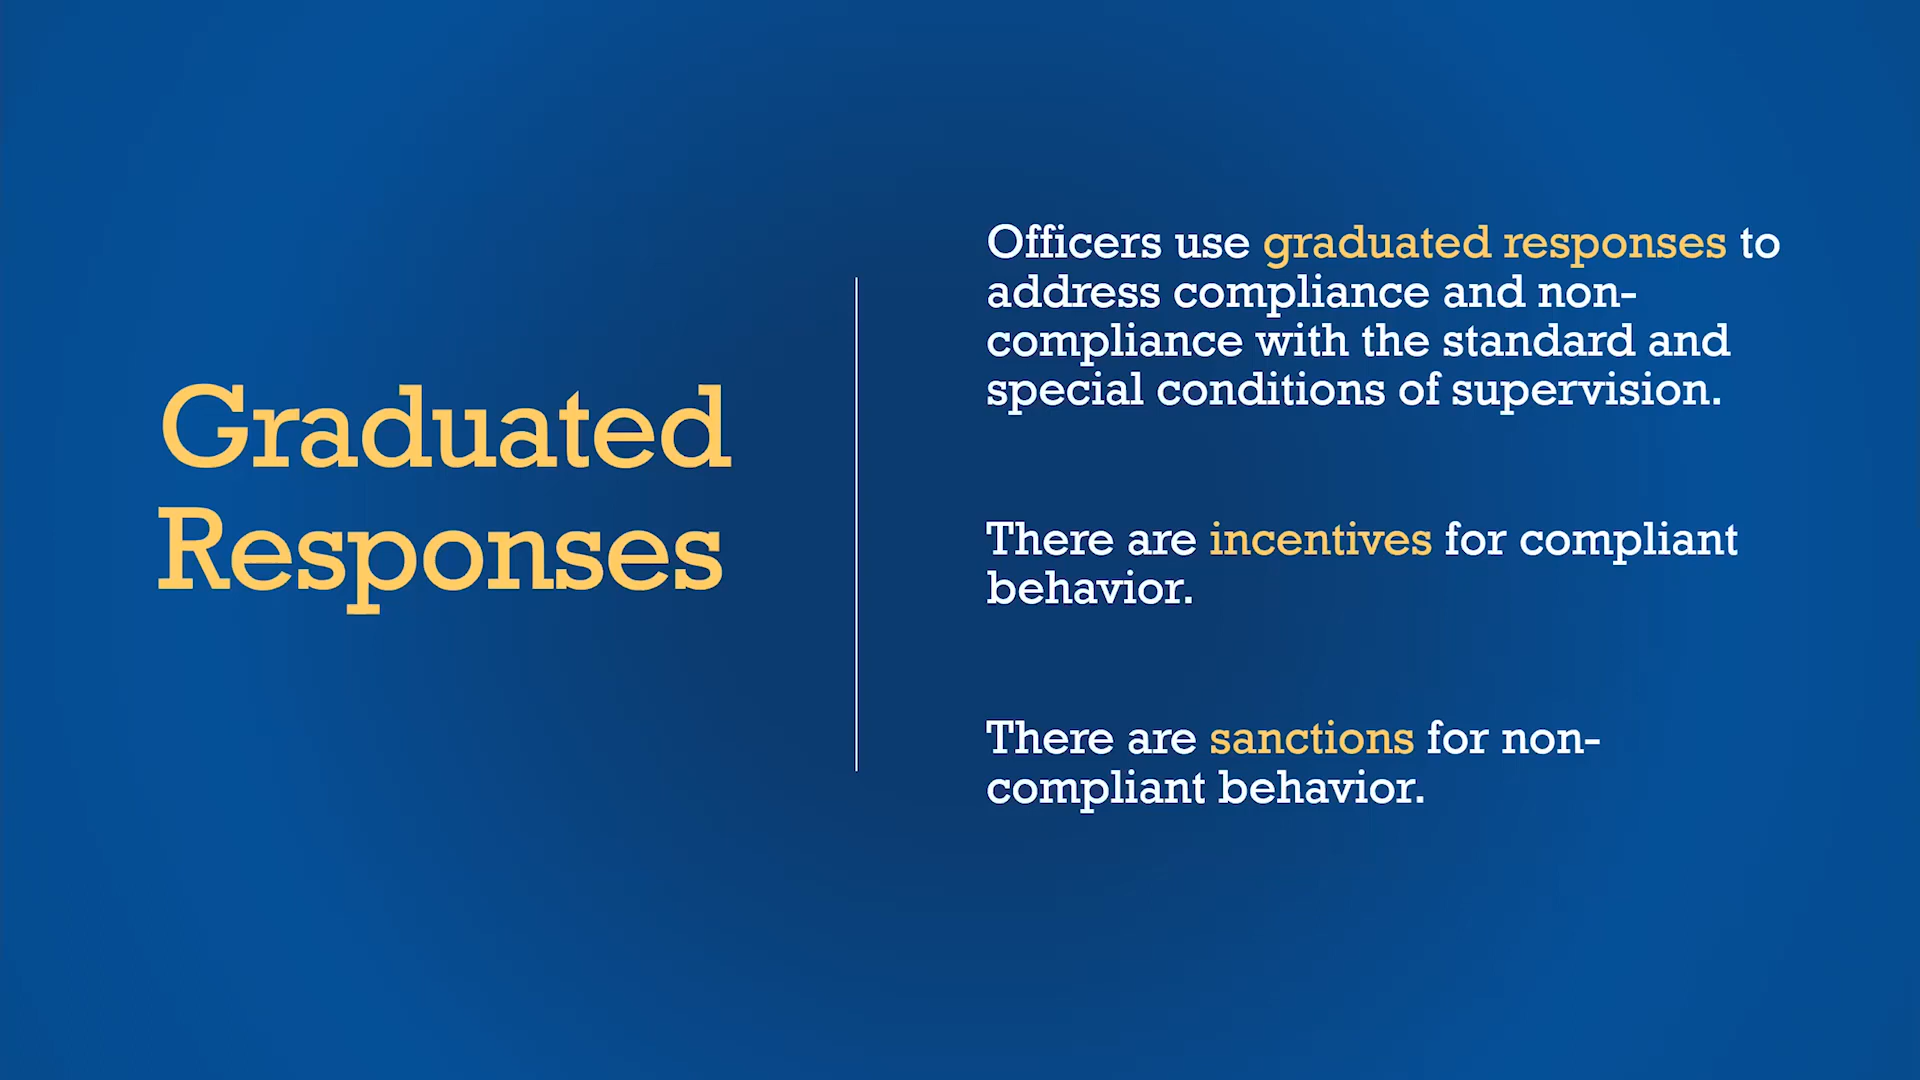 Graduated
Responses
Officers use graduated responses to
address compliance and non-
compliance with the standard and
special conditions of supervision.
There are incentives for compliant
behavior.
There are sanctions for non-
compliant behavior.